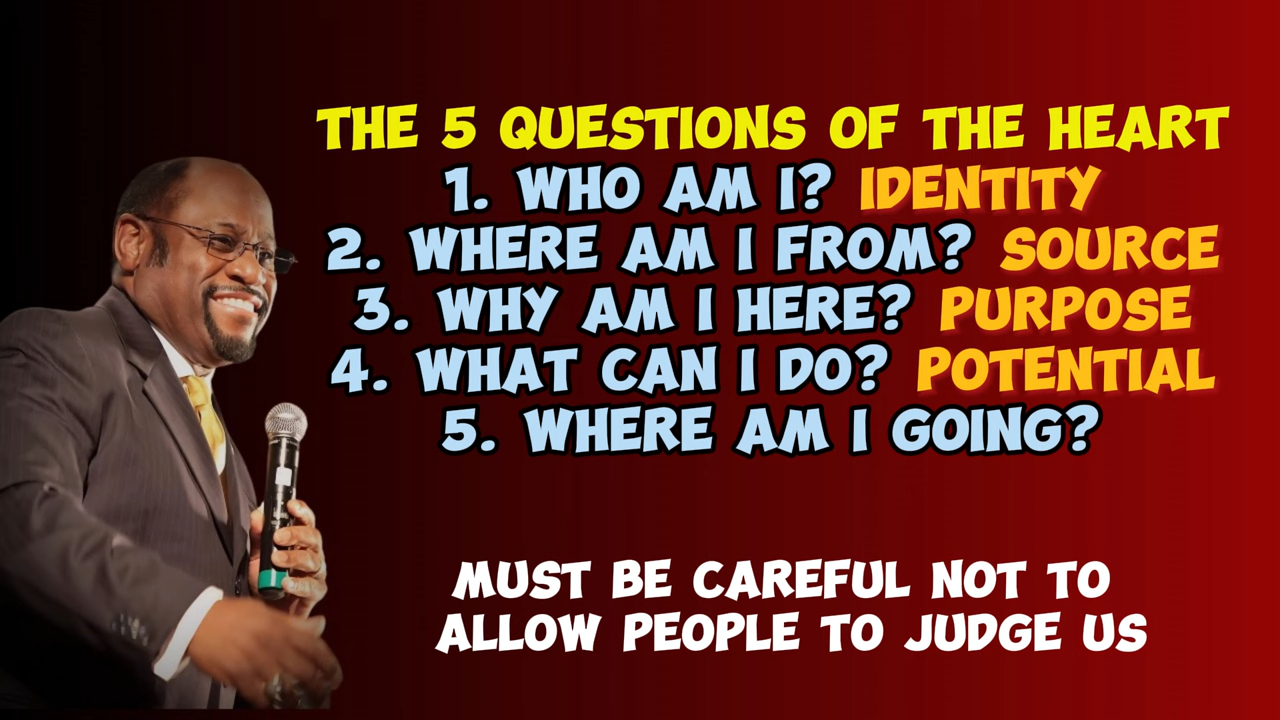 THE 5 QUESTIONS OF THE HEART
1. WHO AM I? IDENTITY
2. WHERE AM I FROM? SOURCE
3. WHY AM I HERE? PURPOSE
4. WHAT CAN I DO? POTENTIAL
5. WHERE AM I GOING?
MUST BE CAREFUL NOT TO
ALLOW PEOPLE TO JUDGE US